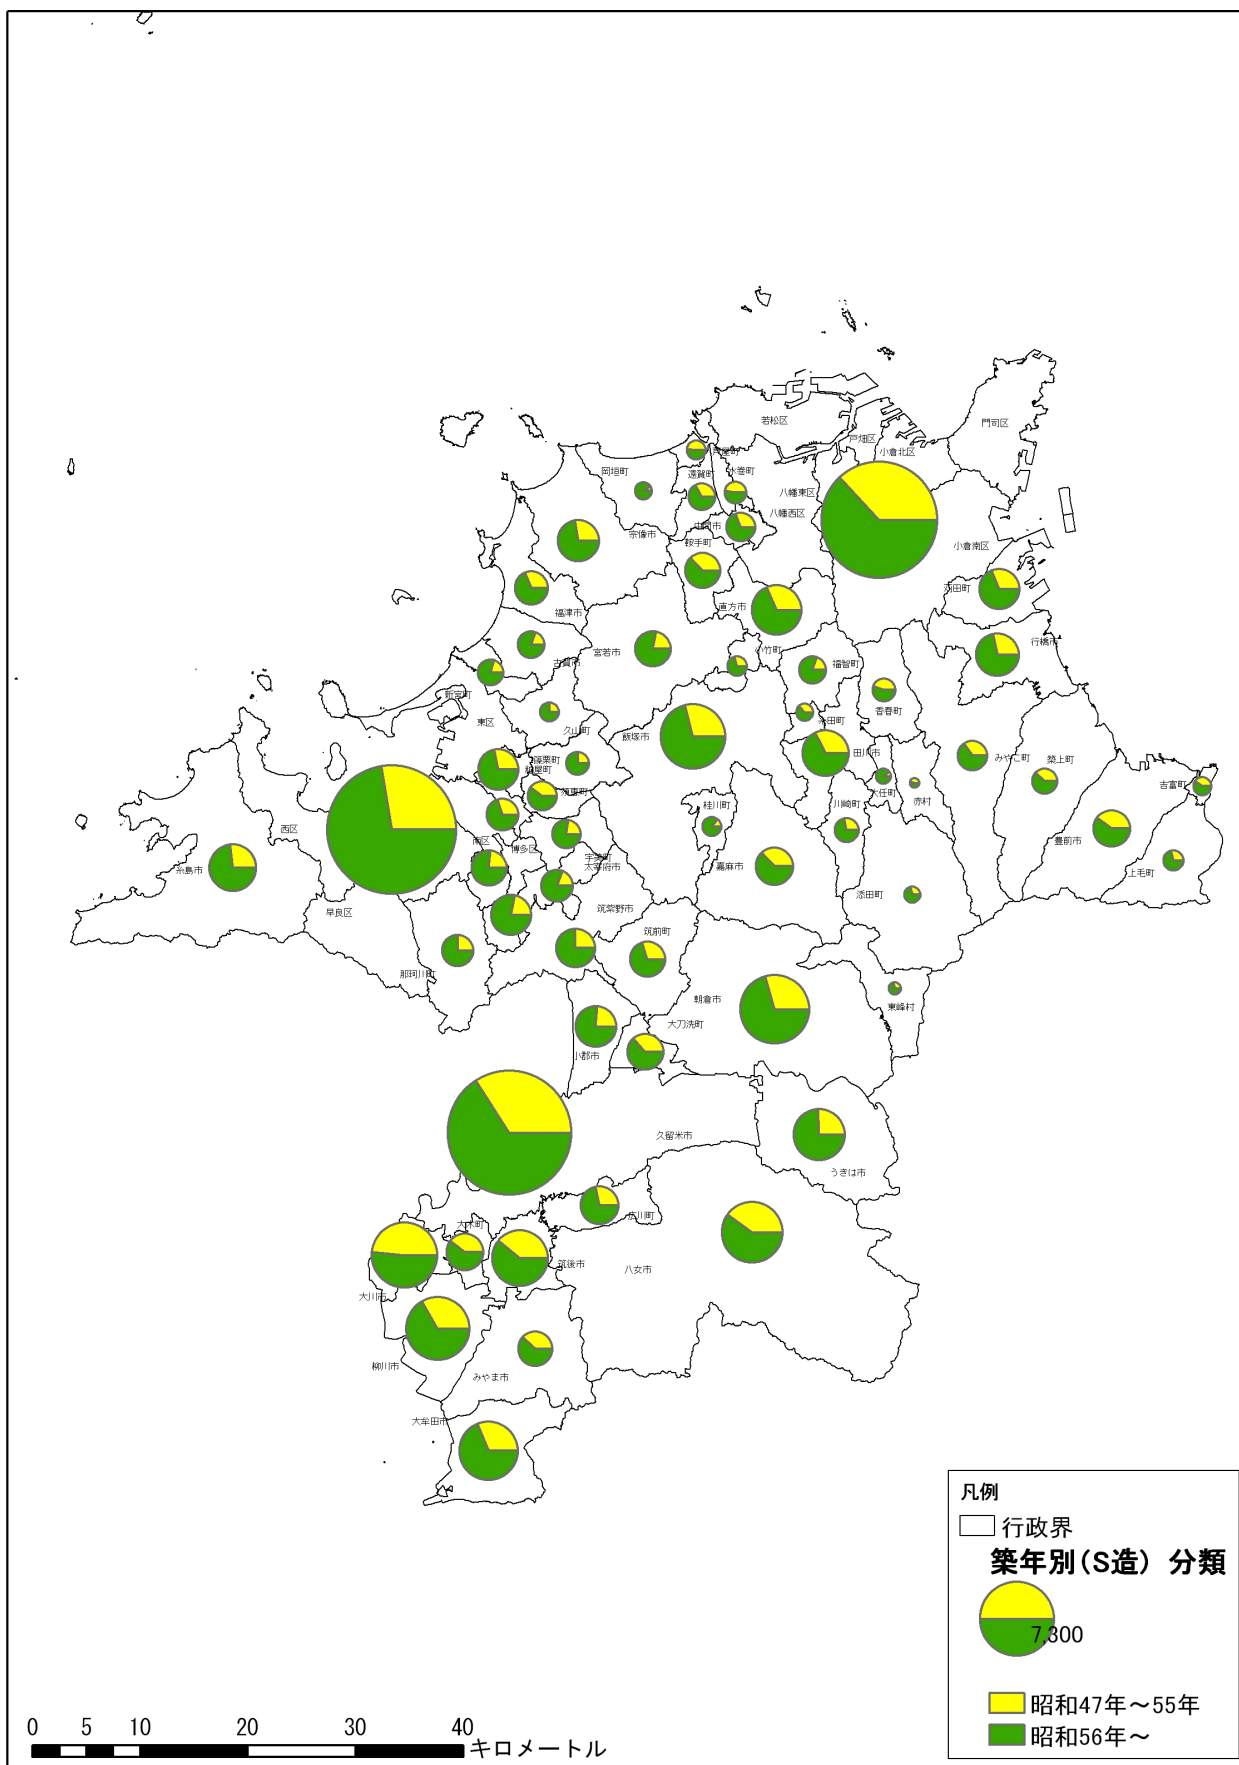 若松区
門司区
戸畑区
小倉北区
芦屋町
岡垣町
遠賀町
水巻町
八幡東区
八幡西区
中間市
宗像市
鞍手町
小倉南区
苅田町
福津市
直方市
行橋市
古賀市
宮若市
小竹町
福智町
香春町
新宮町
東区
久山町
飯塚市
糸田町
田川市
みやこ町
築上町
篠栗町
粕屋町
須恵町
大任町
赤村
吉富町
桂川町
川崎町
西区
南区
博多区
宇美町
太宰府市
豊前市
上毛町
糸島市
嘉麻市
添田町
早良区
筑紫野市
筑前町
那珂川町
朝倉市
東峰村
大刀洗町
小郡市
久留米市
うきは市
広川町
大木町
筑後市
八女市
大川市
柳川市
みやま市
大牟田市
凡例
行政界
築年別(S造) 分類
7,300
昭和47年~55年
昭和56年~
0 5 10 20 30 40
キロメートル